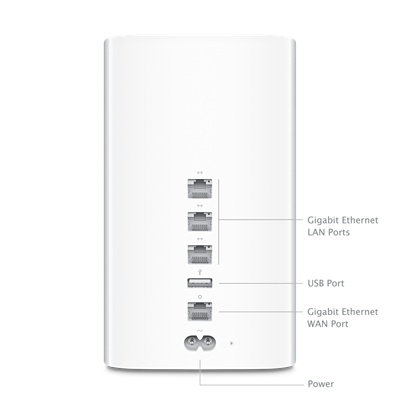 Gigabit Ethernet
LAN Ports
USB Port
Gigabit Ethernet
WAN Port
Power